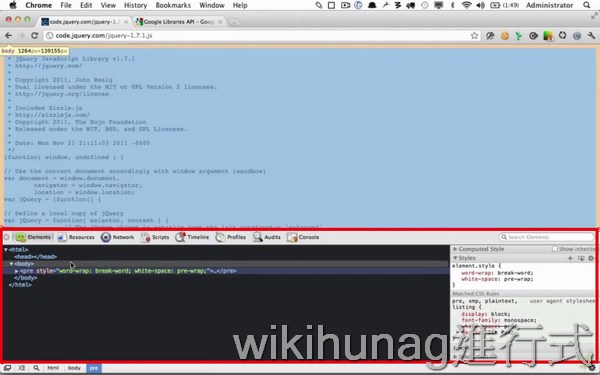 Chrome File Edit View History Bookmarks Window Help (1:49) Administrator
code.jquery.com/jquery-1.7.1.js Google Libraries API - Goo
code.jquery.com/jquery-1.7.1.js
body 1264px×139155px
* jQuery JavaScript Library v1.7.1
* http://jquery.com/
*
* Copyright 2011, John Resig
* Dual licensed under the MIT or GPL Version 2 licenses.
* http://jquery.org/license
*
* Includes Sizzle.js
* http://sizzlejs.com/
* Copyright 2011, The Dojo Foundation
* Released under the MIT, BSD, and GPL Licenses.
*
* Date: Mon Nov 21 21:11:03 2011 -0500
*/
(function( window, undefined ) {
// Use the correct document accordingly with window argument (sandbox)
var document = window.document,
navigator = window.navigator,
location = window.location;
var jQuery = (function() {
// Define a local copy of jQuery
var jQuery = function( selector, context ) {
Elements Resources Network Scripts Timeline Profiles Audits Console Search Elements
▼<html>
<head></head>
▼<body>
▶<pre style="word-wrap: break-word; white-space: pre-wrap;">…</pre>
</body>
</html>
▶ Computed Style Show inherite
▼ Styles
element.style {
word-wrap: break-word;
white-space: pre-wrap;
}
Matched CSS Rules
pre, xmp, plaintext, user agent styleshee
listing {
display: block;
font-family: monospace;
wikihunag進行式
html body pre